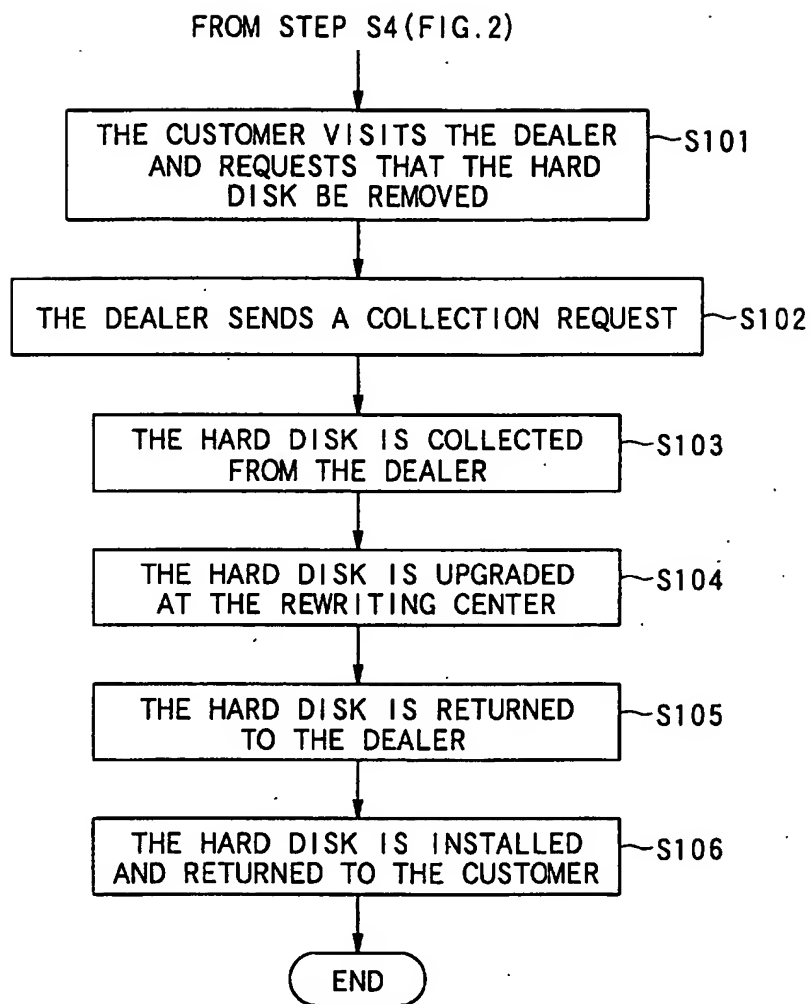 FROM STEP S4(FIG.2)
THE CUSTOMER VISITS THE DEALER
AND REQUESTS THAT THE HARD
DISK BE REMOVED
S101
THE DEALER SENDS A COLLECTION REQUEST
S102
THE HARD DISK IS COLLECTED
FROM THE DEALER
S103
THE HARD DISK IS UPGRADED
AT THE REWRITING CENTER
S104
THE HARD DISK IS RETURNED
TO THE DEALER
S105
THE HARD DISK IS INSTALLED
AND RETURNED TO THE CUSTOMER
S106
END